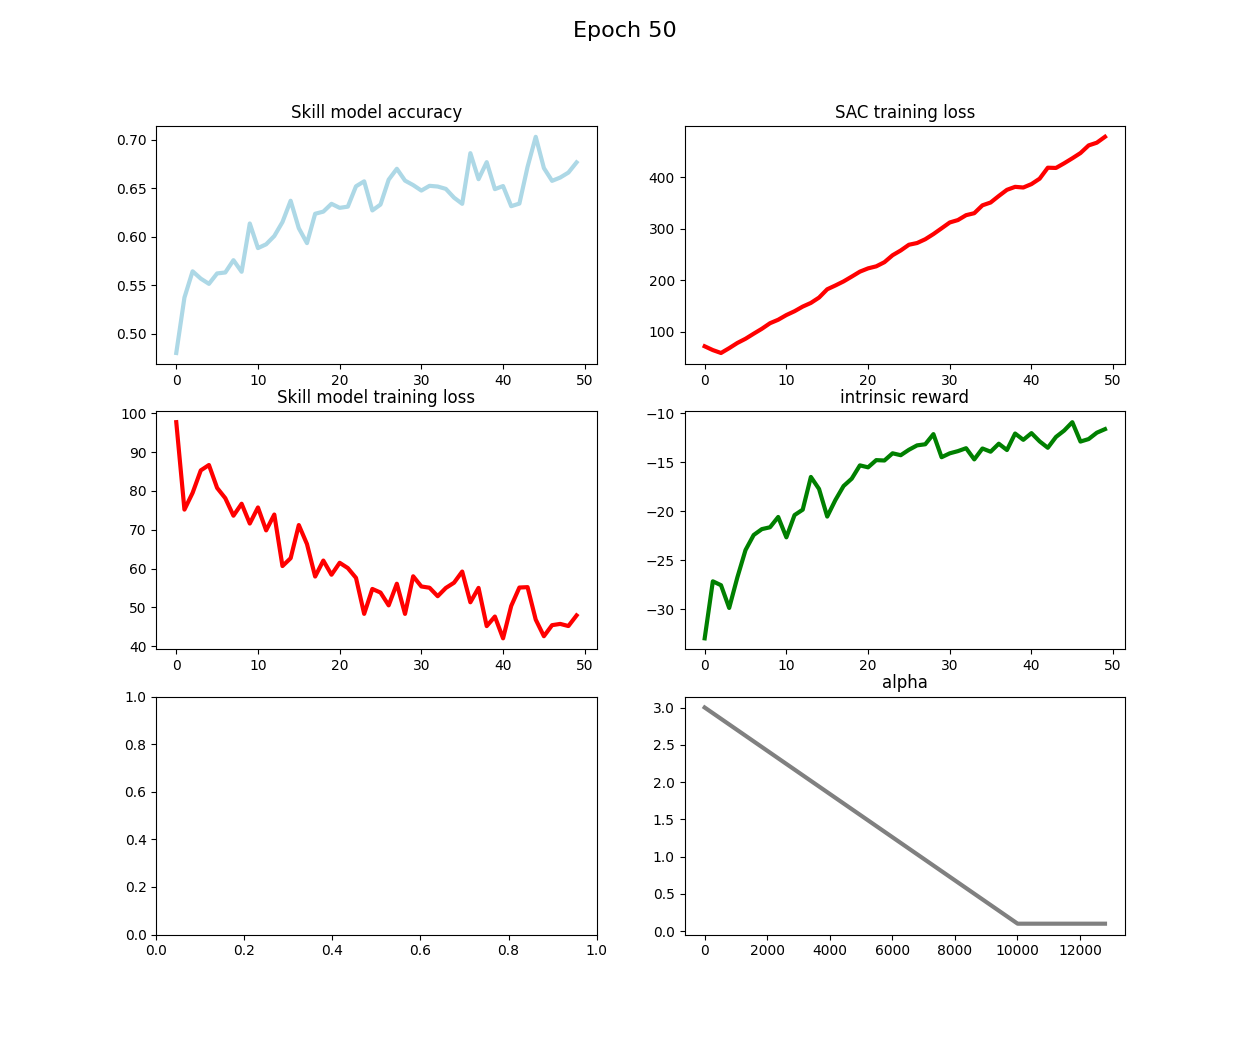 Epoch 50
Skill model accuracy
0.70
0.65
0.60
0.55
0.50
0 10 20 30 40 50
SAC training loss
400
300
200
100
0 10 20 30 40 50
Skill model training loss
100
90
80
70
60
50
40
0 10 20 30 40 50
intrinsic reward
−10
−15
−20
−25
−30
0 10 20 30 40 50
1.0
0.8
0.6
0.4
0.2
0.0
0.0 0.2 0.4 0.6 0.8 1.0
alpha
3.0
2.5
2.0
1.5
1.0
0.5
0.0
0 2000 4000 6000 8000 10000 12000